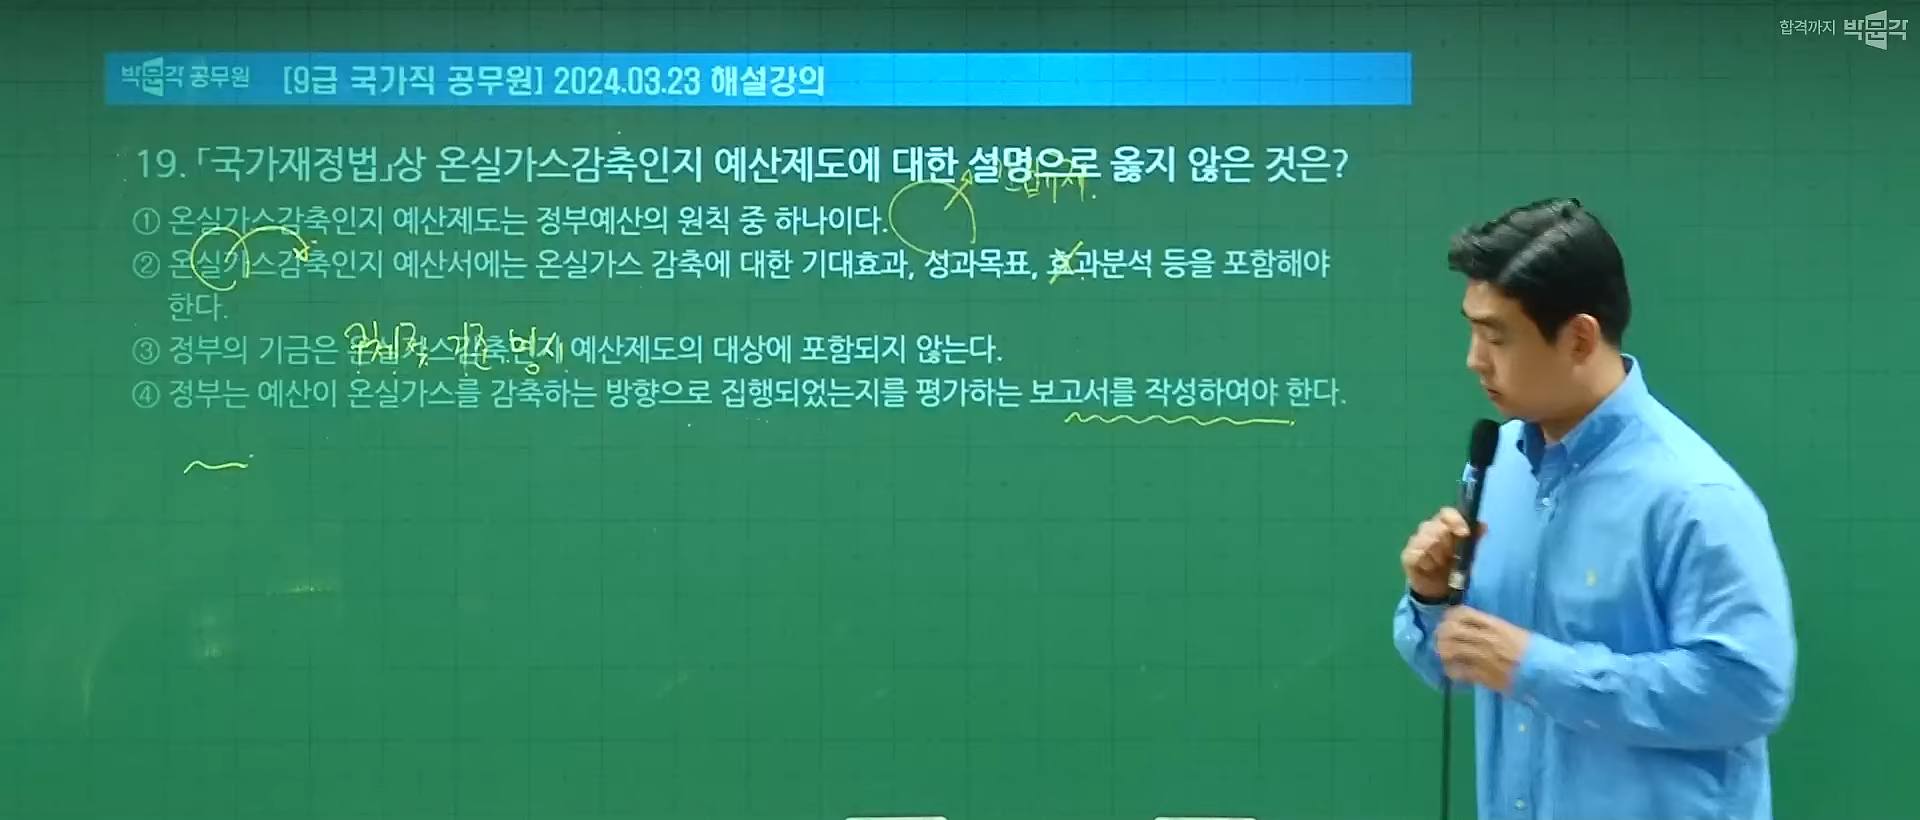 합격까지 박문각
박문각 공무원 [9급 국가직 공무원] 2024.03.23 해설강의
19. 「국가재정법」상 온실가스감축인지 예산제도에 대한 설명으로 옳지 않은 것은?
① 온실가스감축인지 예산제도는 정부예산의 원칙 중 하나이다.
② 온실가스감축인지 예산서에는 온실가스 감축에 대한 기대효과, 성과목표, 효과분석 등을 포함해야
한다.
③ 정부의 기금은 온실가스감축인지 예산제도의 대상에 포함되지 않는다.
④ 정부는 예산이 온실가스를 감축하는 방향으로 집행되었는지를 평가하는 보고서를 작성하여야 한다.